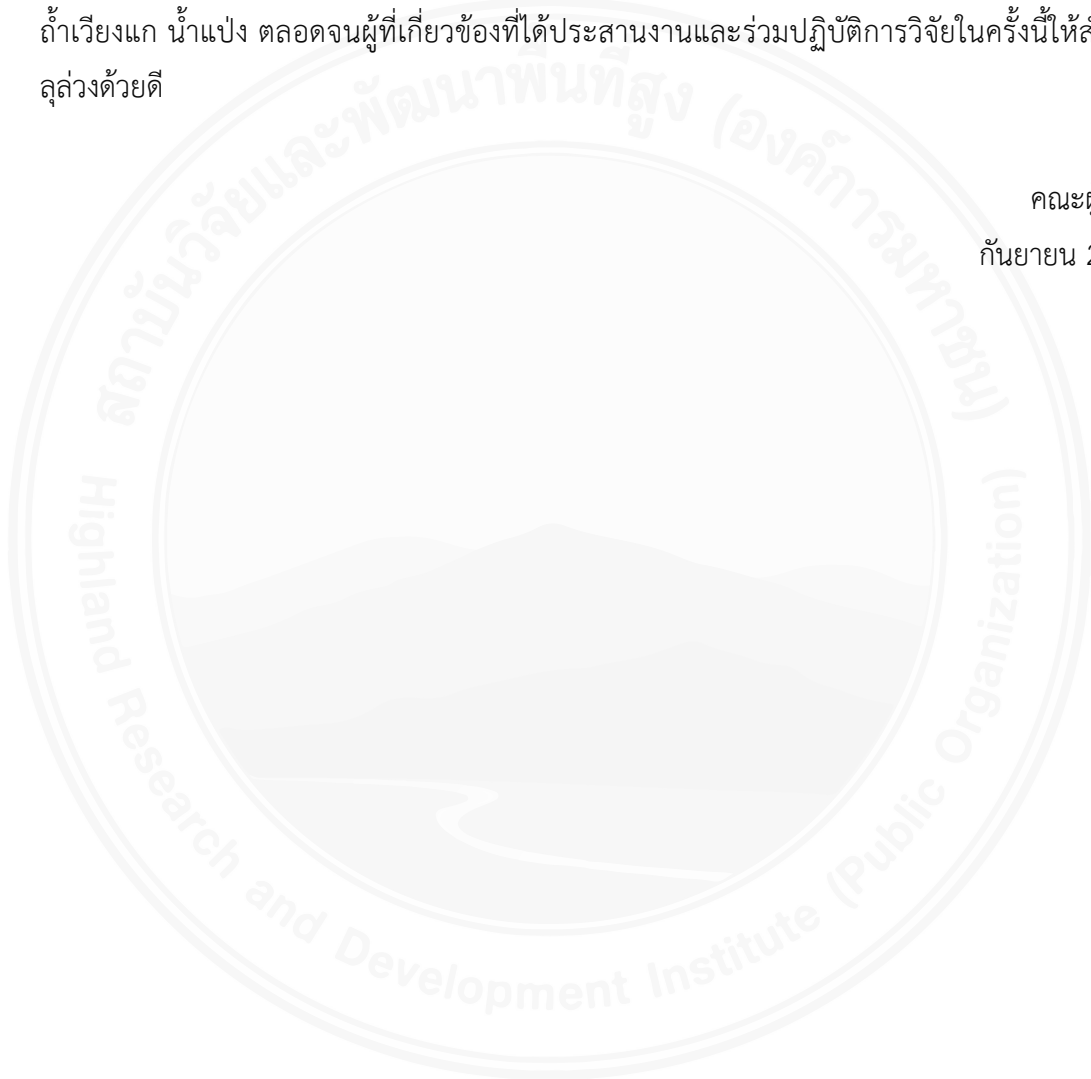 ถ้ำเวียงแก น้ำแป่ง ตลอดจนผู้ที่เกี่ยวข้องที่ได้ประสานงานและร่วมปฏิบัติการวิจัยในครั้งนี้ให้
ลุล่วงด้วยดี
สถาบันวิจัยและพัฒนาพื้นที่สูง (องค์การมหาชน)
กันยายน 2
Highland Research and Development Institute (Public Organization)